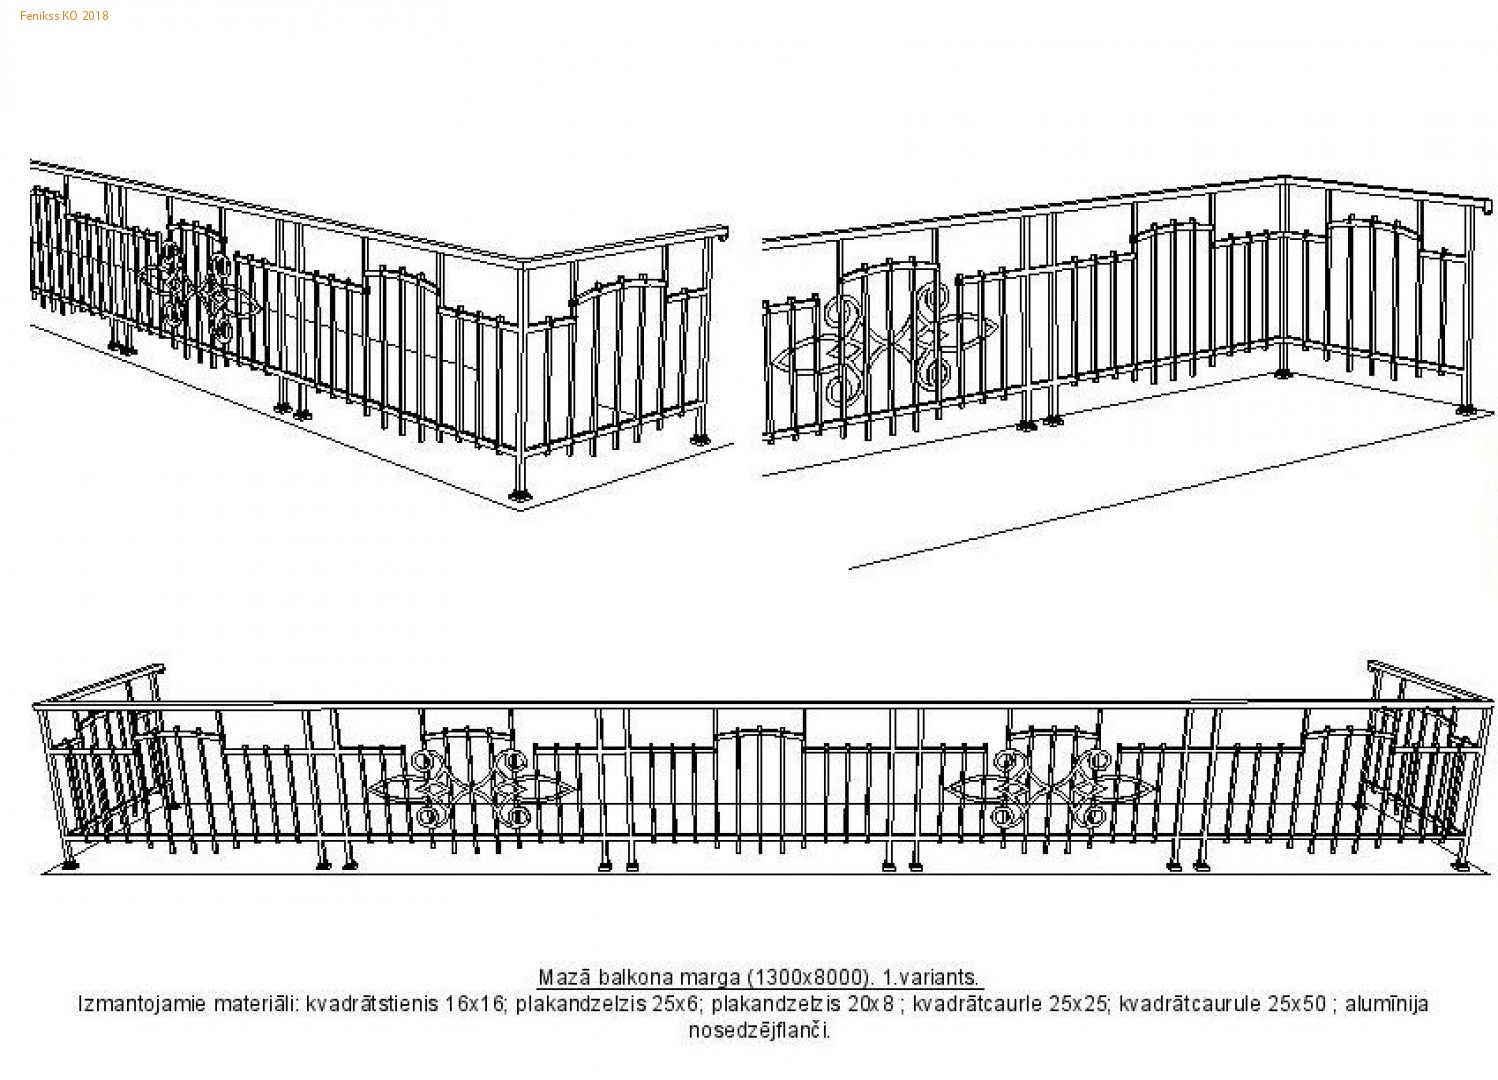 Fenikss KO 2018
Mazā balkona marga (1300x8000). 1.variants.
Izmantojamie materiāli: kvadrātstienis 16x16; plakandzelzis 25x6; plakandzelzis 20x8 ; kvadrātcaurle 25x25; kvadrātcaurule 25x50 ; alumīnija
nosedzējflanči.